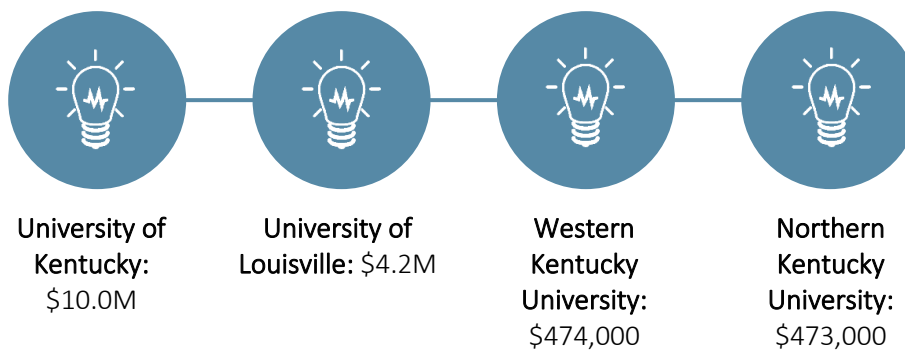 University of
Kentucky:
$10.0M
University of
Louisville: $4.2M
Western
Kentucky
University:
$474,000
Northern
Kentucky
University:
$473,000